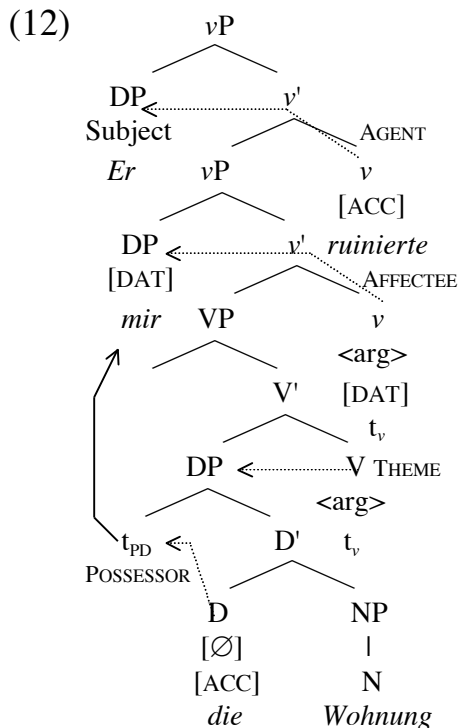 (12)
vP
DP v'
Subject AGENT
Er vP v
[ACC]
DP v' ruinierte
[DAT] AFFECTEE
mir VP v
<arg>
V' [DAT]
t_v
DP V THEME
<arg>
t_PD D' t_v
POSSESSOR
D NP
[∅]
[ACC] N
die Wohnung